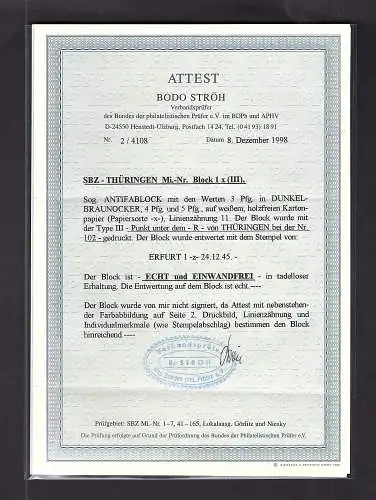 ATTEST
BODO STRÖH
Verbandsprüfer
des Bundes der philatelistischen Prüfer e.V. im BDPh und APHV
D-24550 Henstedt-Ulzburg, Postfach 14 24, Tel. (0 41 93) 18 91
Nr. 2 / 4108 Datum 8. Dezember 1998
SBZ - THÜRINGEN Mi.-Nr. Block 1 x (III).
Sog. ANTIFABLOCK mit den Werten 3 Pfg. in DUNKEL-
BRAUNOCKER, 4 Pfg. und 5 Pfg., auf weißem, holzfreien Karton-
papier (Papiersorte -x-), Linienzähnung 11. Der Block wurde mit
der Type III - Punkt unter dem - R - von THÜRINGEN bei der Nr.
102 - gedruckt. Der Block wurde entwertet mit dem Stempel von:
ERFURT 1 -z- 24.12.45. -
Der Block ist - ECHT und EINWANDFREI - in tadelloser
Erhaltung. Die Entwertung auf dem Block ist echt.----
Der Block wurde von mir nicht signiert, da Attest mit nebenstehen-
der Farbabbildung auf Seite 2. Druckbild, Linienzähnung und
Individualmerkmale (wie Stempelabschlag) bestimmen den Block
hinreichend ----
Verbandsprüfer
B. STRÖH
Prüfgebiet: SBZ Mi.-Nr. 1-7, 41-165, Lokalausg. Görlitz und Niesky
Die Prüfung erfolgte auf Grund der Prüfordnung des Bundes der Philatelistischen Prüfer e.V.